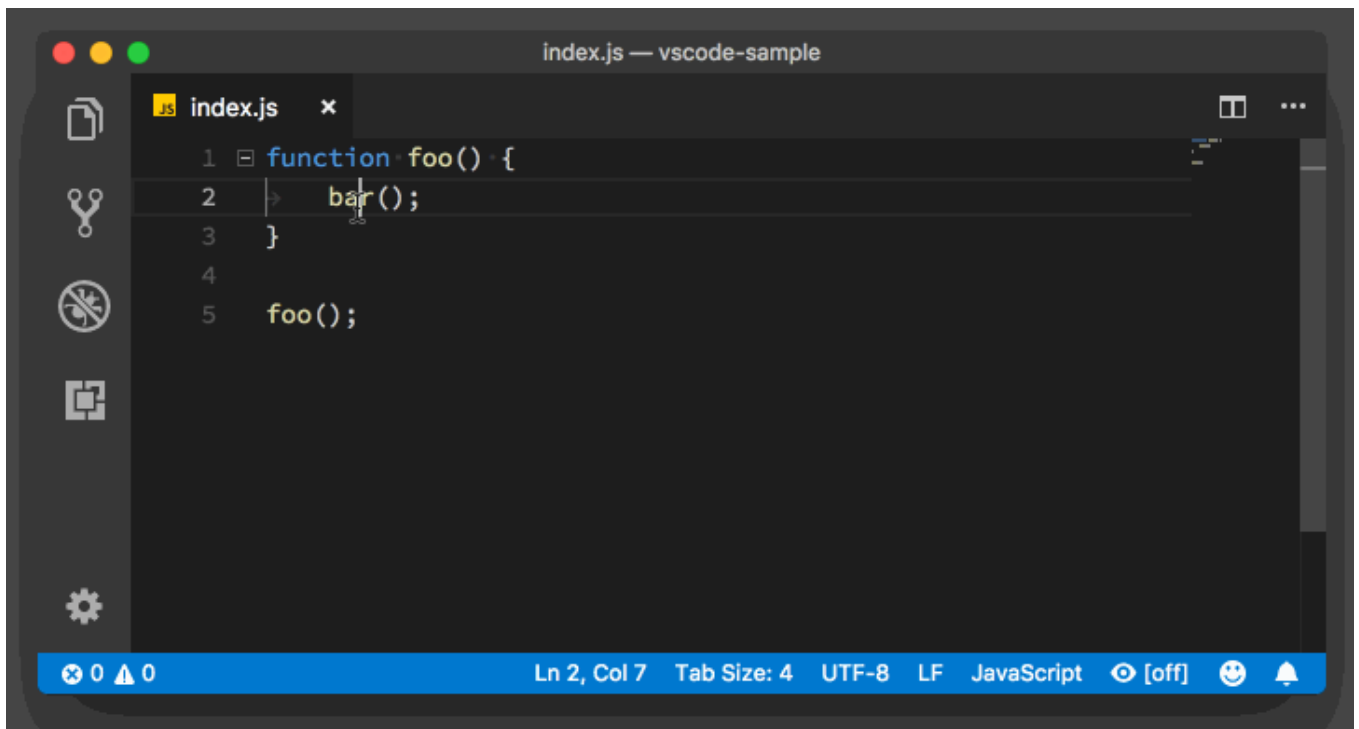 index.js — vscode-sample
JS index.js ×
1 function foo() {
2 bar();
3 }
4
5 foo();
0 0 Ln 2, Col 7 Tab Size: 4 UTF-8 LF JavaScript [off]